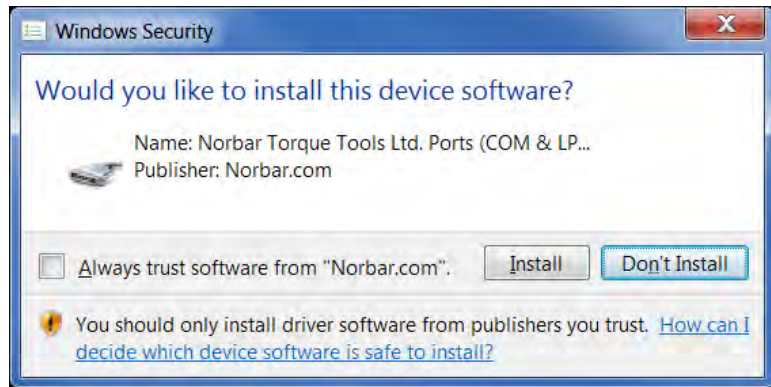 Windows Security
Would you like to install this device software?
Name: Norbar Torque Tools Ltd. Ports (COM & LP...
Publisher: Norbar.com
Always trust software from "Norbar.com".
Install
Don't Install
You should only install driver software from publishers you trust. How can I
decide which device software is safe to install?